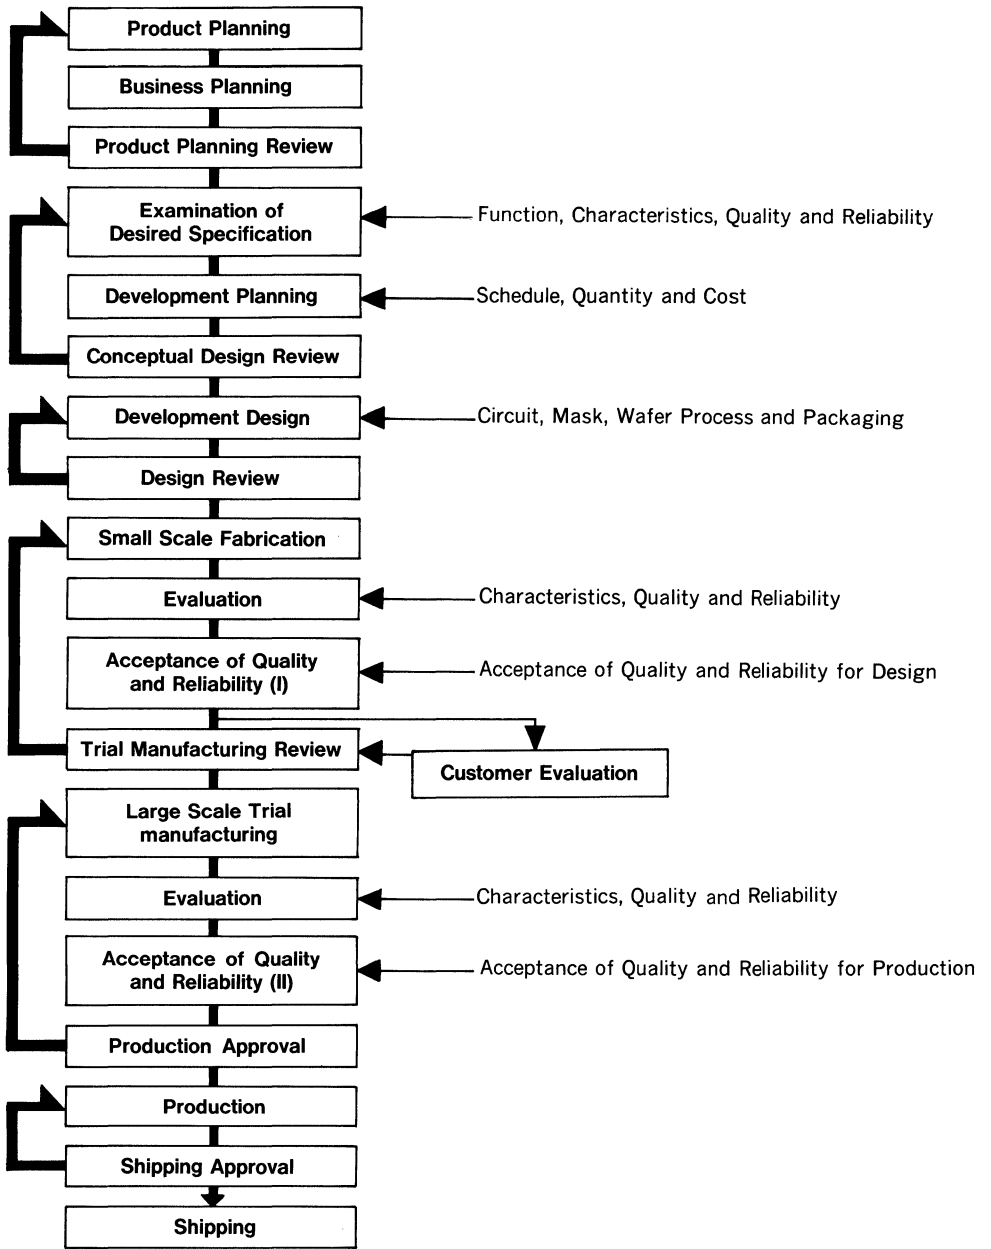 Product Planning
Business Planning
Product Planning Review
Examination of
Desired Specification
Function, Characteristics, Quality and Reliability
Development Planning
Schedule, Quantity and Cost
Conceptual Design Review
Development Design
Circuit, Mask, Wafer Process and Packaging
Design Review
Small Scale Fabrication
Evaluation
Characteristics, Quality and Reliability
Acceptance of Quality
and Reliability (I)
Acceptance of Quality and Reliability for Design
Trial Manufacturing Review
Customer Evaluation
Large Scale Trial
manufacturing
Evaluation
Characteristics, Quality and Reliability
Acceptance of Quality
and Reliability (II)
Acceptance of Quality and Reliability for Production
Production Approval
Production
Shipping Approval
Shipping